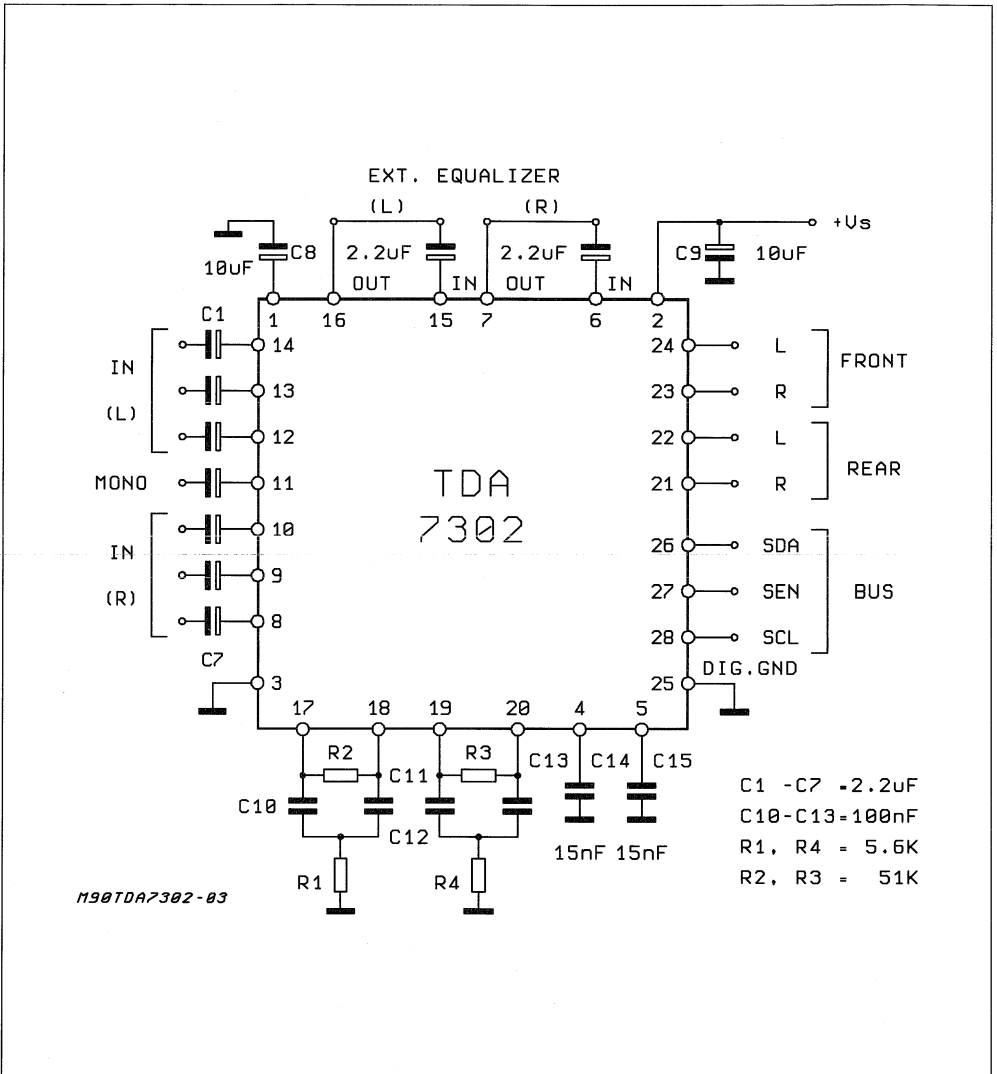 EXT. EQUALIZER
(L) (R)
+Vs
10uF C8 2.2uF 2.2uF C9 10uF
OUT IN OUT IN
C1 1 16 15 7 6 2
14 24 L
IN FRONT
13 23 R
(L)
12 22 L
REAR
MONO 11 21 R
TDA
7302
10 26 SDA
IN
9 27 SEN BUS
(R)
8 28 SCL
C7 DIG.GND
3 25
17 18 19 20 4 5
R2 R3 C13 C14 C15
C11
C10 C12
15nF 15nF
R1 R4
C1 -C7 =2.2uF
C10-C13=100nF
R1, R4 = 5.6K
R2, R3 = 51K
M90TDA7302-03